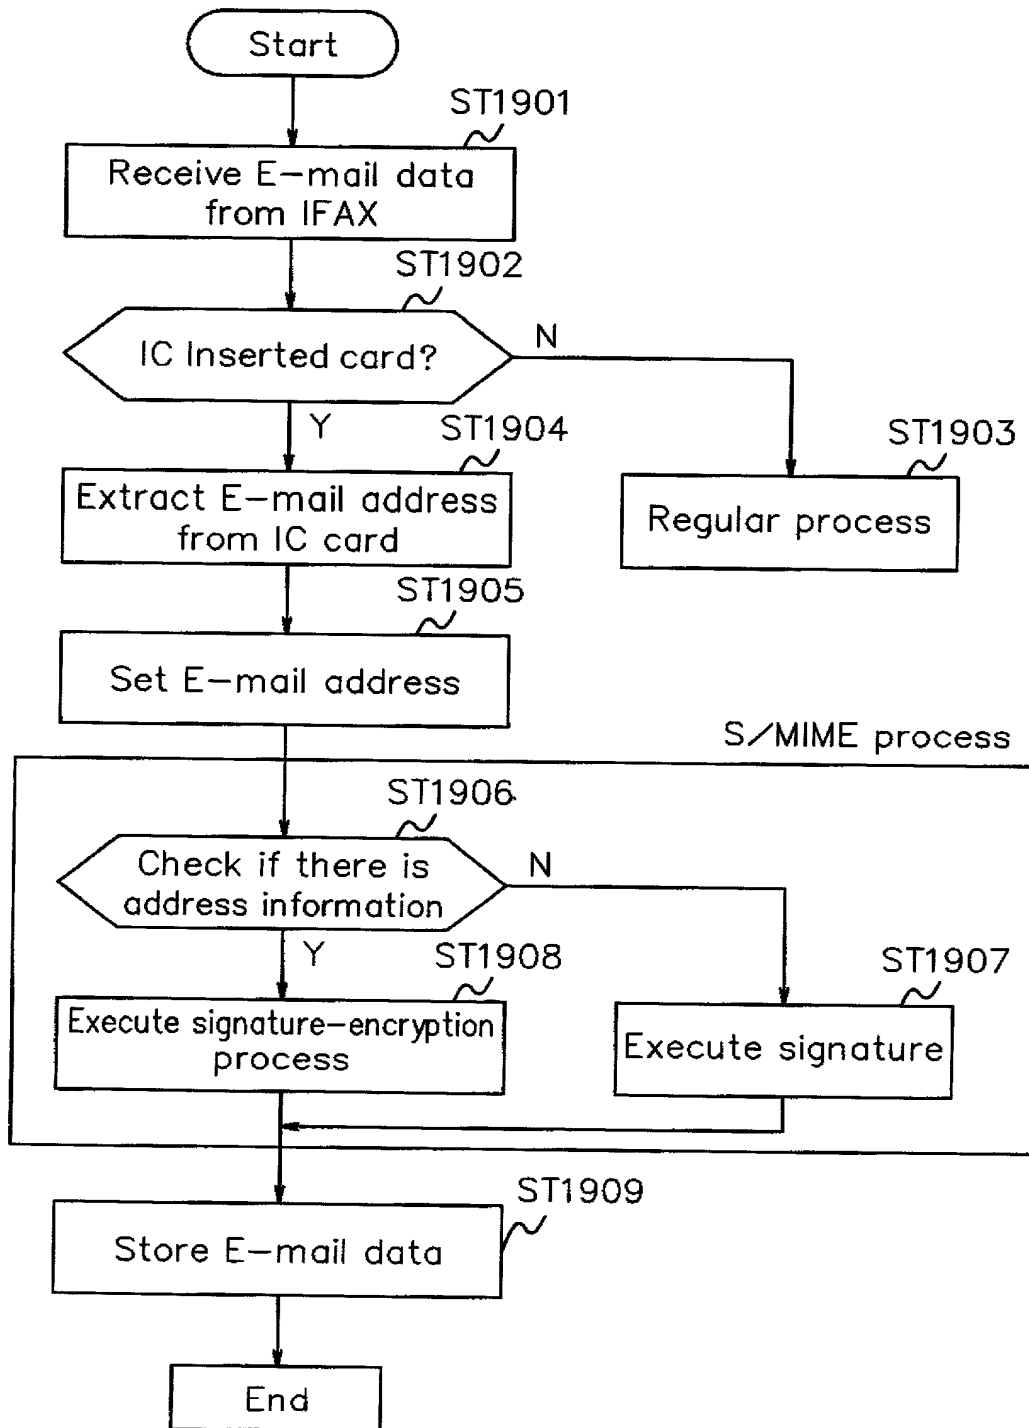 Start
ST1901
Receive E-mail data
from IFAX
ST1902
IC Inserted card?
N
Y
ST1904
ST1903
Extract E-mail address
from IC card
Regular process
ST1905
Set E-mail address
S/MIME process
ST1906
Check if there is
address information
N
Y
ST1908
ST1907
Execute signature-encryption
process
Execute signature
ST1909
Store E-mail data
End